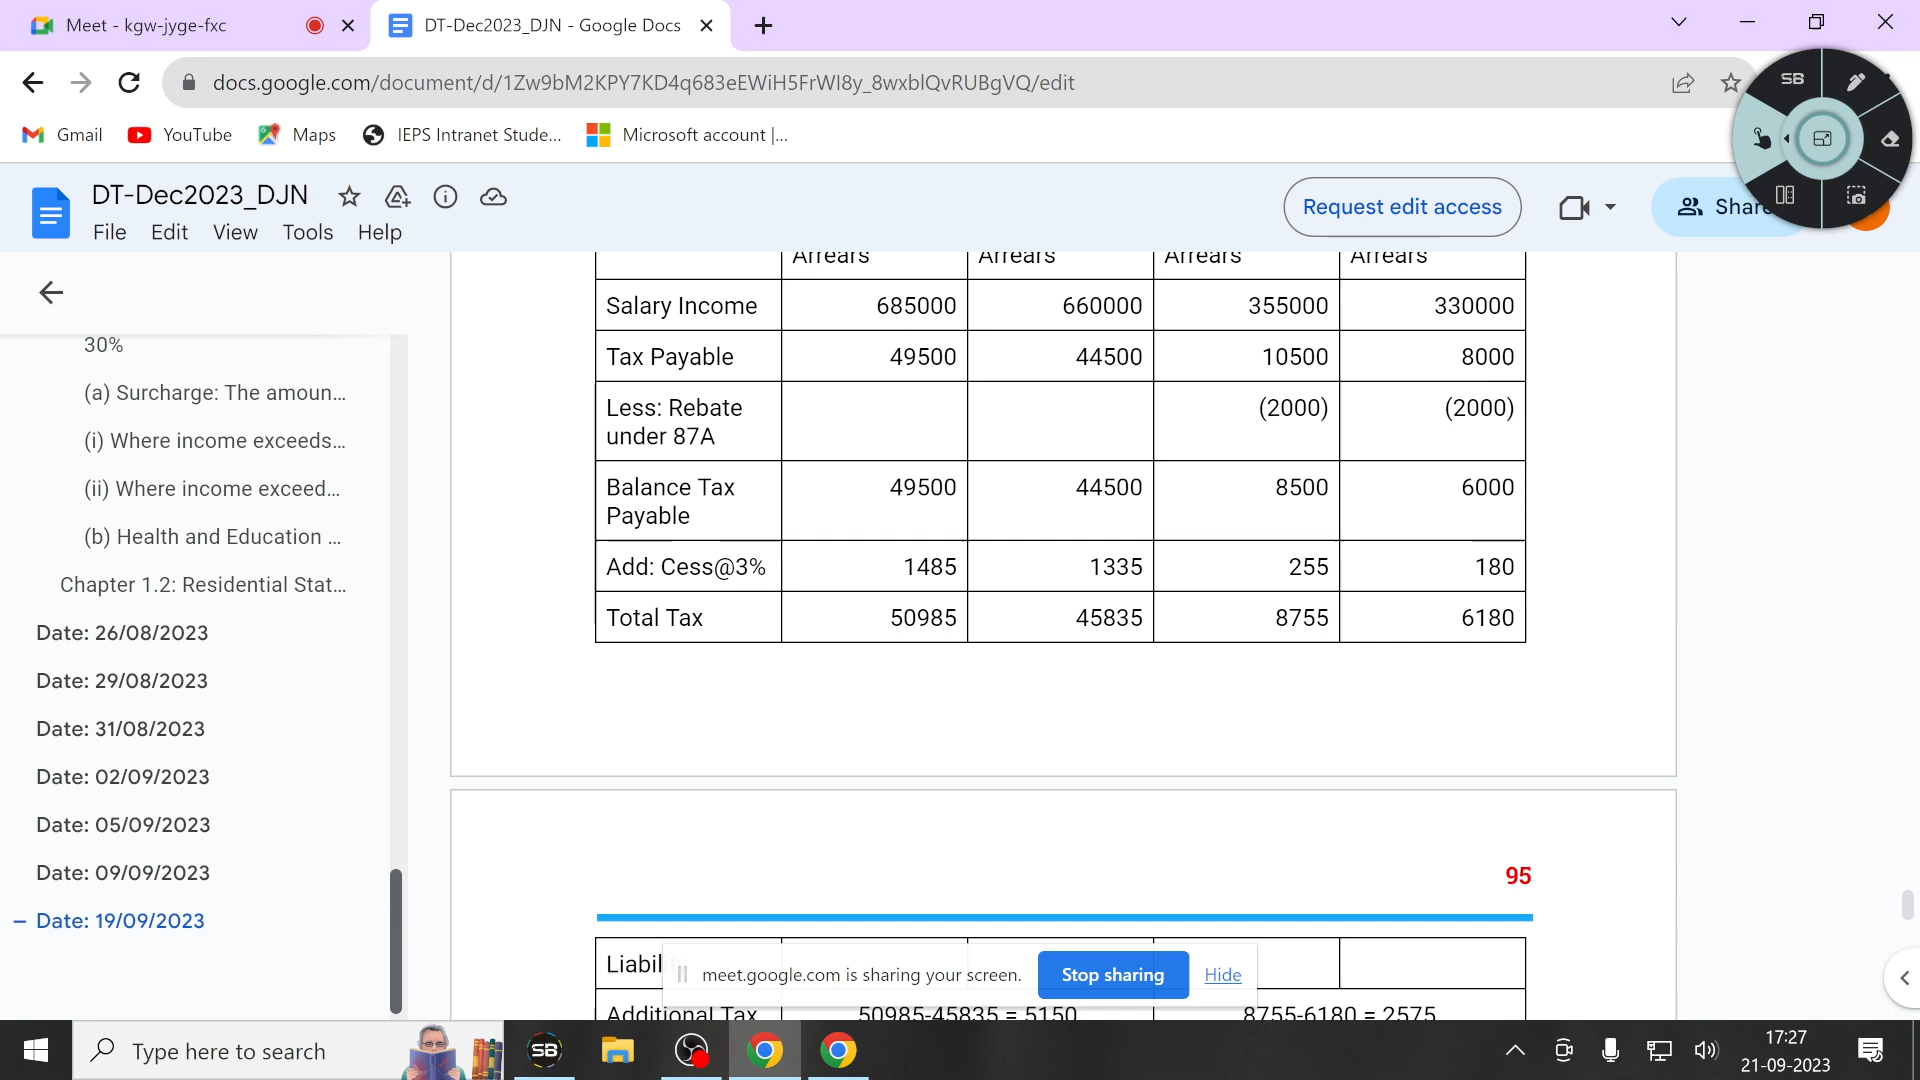 Meet - kgw-jyge-fxc
DT-Dec2023_DJN - Google Docs
docs.google.com/document/d/1Zw9bM2KPY7KD4q683eEWiH5FrWI8y_8wxblQvRUBgVQ/edit
SB
Gmail YouTube Maps IEPS Intranet Stude... Microsoft account |...
DT-Dec2023_DJN
Request edit access
Share
File Edit View Tools Help
30%
(a) Surcharge: The amoun...
(i) Where income exceeds...
(ii) Where income exceed...
(b) Health and Education ...
Chapter 1.2: Residential Stat...
Date: 26/08/2023
Date: 29/08/2023
Date: 31/08/2023
Date: 02/09/2023
Date: 05/09/2023
Date: 09/09/2023
Date: 19/09/2023
Arrears Arrears Arrears Arrears
Salary Income 685000 660000 355000 330000
Tax Payable 49500 44500 10500 8000
Less: Rebate (2000) (2000)
under 87A
Balance Tax 49500 44500 8500 6000
Payable
Add: Cess@3% 1485 1335 255 180
Total Tax 50985 45835 8755 6180
95
Liabil
meet.google.com is sharing your screen. Stop sharing Hide
Additional Tax 50985-45835 = 5150 8755-6180 = 2575
Type here to search
SB
17:27
21-09-2023